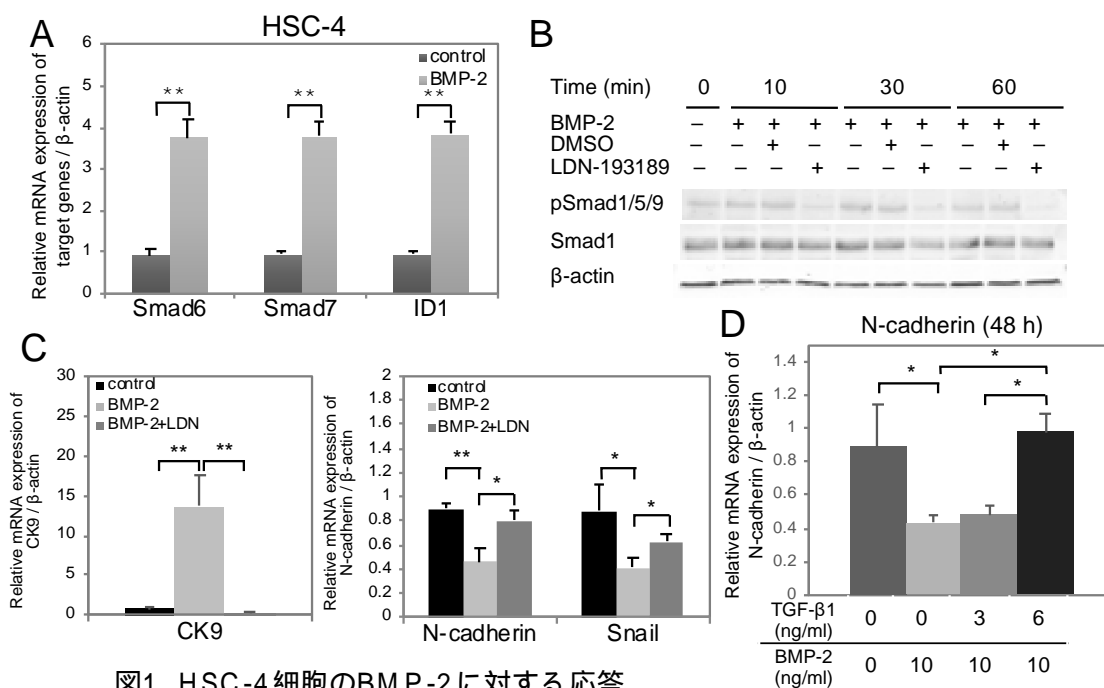 A
HSC-4
Relative mRNA expression of
target genes / β-actin
6
5
4
3
2
1
0
control
BMP-2
**
**
**
Smad6
Smad7
ID1
B
Time (min) 0 10 30 60
BMP-2 − + + + + + + + + +
DMSO − − + − − + − − + −
LDN-193189 − − − + − − + − − +
pSmad1/5/9
Smad1
β-actin
C
Relative mRNA expression of
CK9 / β-actin
30
25
20
15
10
5
0
control
BMP-2
BMP-2+LDN
**
**
CK9
Relative mRNA expression of
N-cadherin / β-actin
2
1.8
1.6
1.4
1.2
1
0.8
0.6
0.4
0.2
0
control
BMP-2
BMP-2+LDN
**
*
*
*
N-cadherin
Snail
D
N-cadherin (48 h)
Relative mRNA expression of
N-cadherin / β-actin
1.4
1.2
1
0.8
0.6
0.4
0.2
0
*
*
*
TGF-β1
(ng/ml)
0 0 3 6
BMP-2
(ng/ml)
0 10 10 10
図1 HSC-4細胞のBMP-2に対する応答